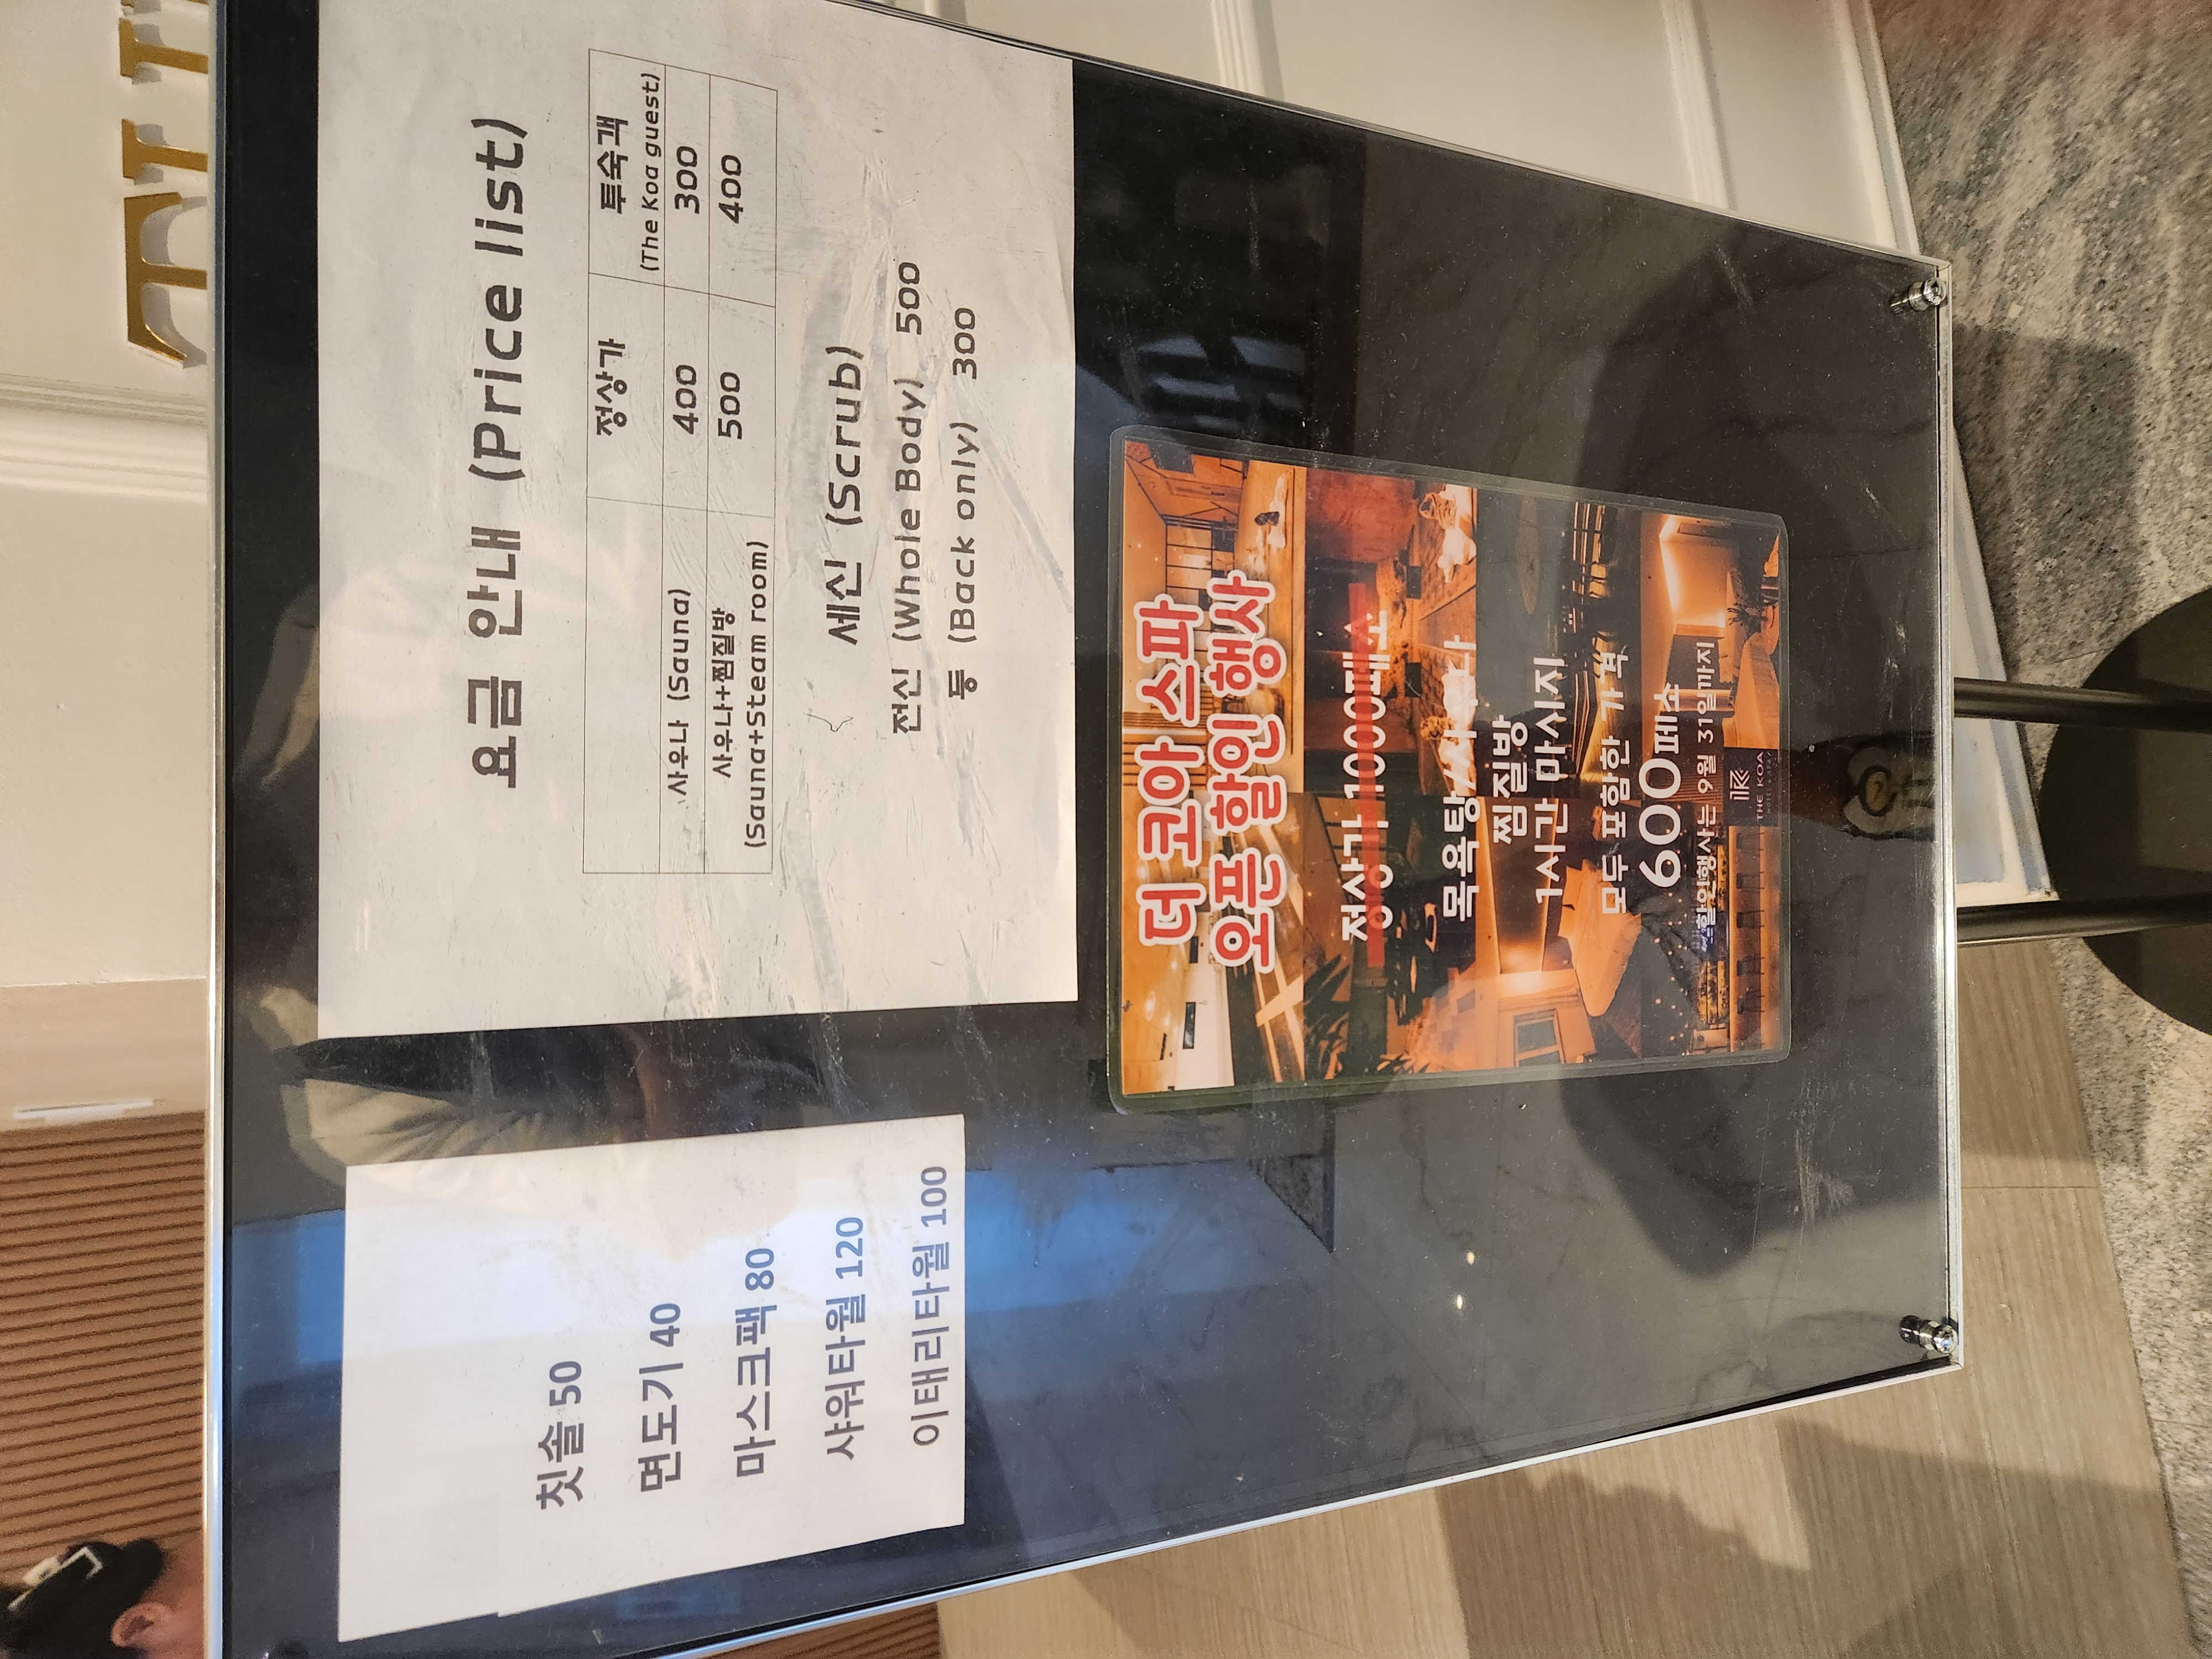 요금 안내 (Price list)
정상가 투숙객
(The Koa guest)
사우나 (Sauna) 400 300
사우나+찜질방
(Sauna+Steam room) 500 400
세신 (Scrub)
전신 (Whole Body) 500
등 (Back only) 300
칫솔 50
면도기 40
마스크팩 80
샤워타월 120
이태리타월 100
더 코아 스파
오픈 할인 행사
정상가 1000페소
목욕탕/사우나
찜질방
1시간 마사지
모두 포함한 가격
600페소
할인행사는 9월 31일까지
THE KOA